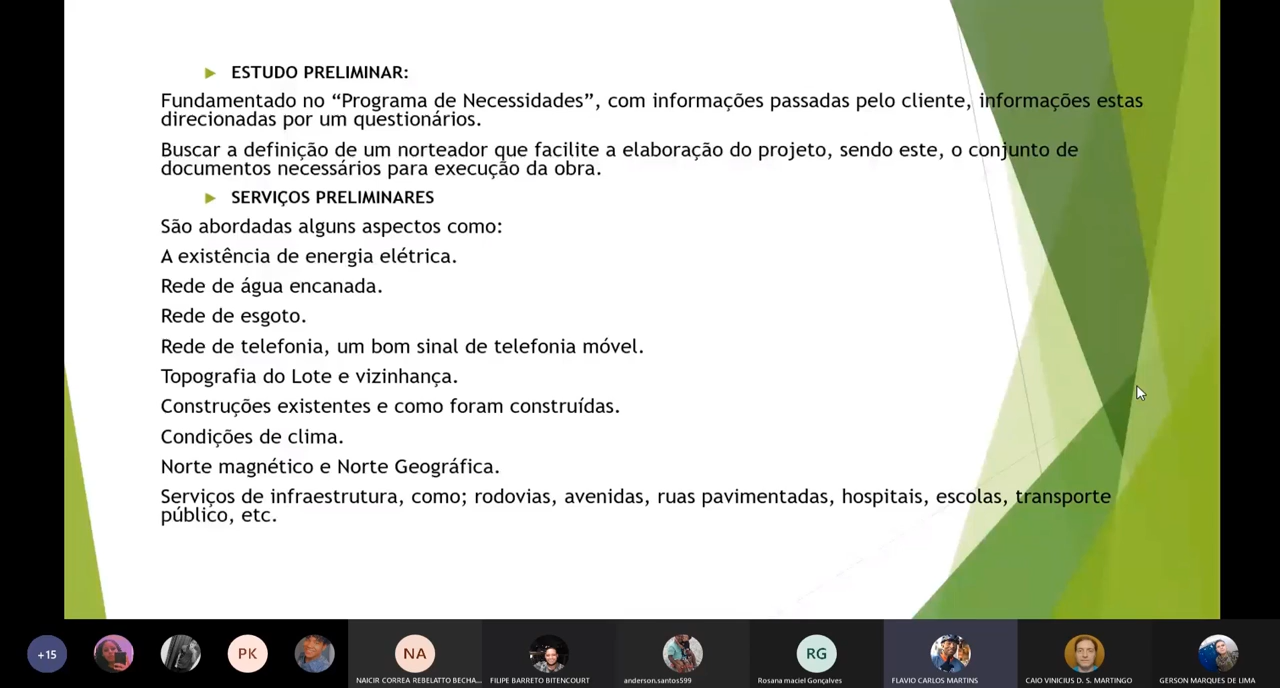 ESTUDO PRELIMINAR:
Fundamentado no “Programa de Necessidades”, com informações passadas pelo cliente, informações estas
direcionadas por um questionários.
Buscar a definição de um norteador que facilite a elaboração do projeto, sendo este, o conjunto de
documentos necessários para execução da obra.
SERVIÇOS PRELIMINARES
São abordadas alguns aspectos como:
A existência de energia elétrica.
Rede de água encanada.
Rede de esgoto.
Rede de telefonia, um bom sinal de telefonia móvel.
Topografia do Lote e vizinhança.
Construções existentes e como foram construídas.
Condições de clima.
Norte magnético e Norte Geográfica.
Serviços de infraestrutura, como; rodovias, avenidas, ruas pavimentadas, hospitais, escolas, transporte
público, etc.
+15
PK
NA
RG
NAICIR CORREA REBELATTO BECHA...
FILIPE BARRETO BITENCOURT
anderson.santos599
Rosana maciel Gonçalves
FLAVIO CARLOS MARTINS
CAIO VINICIUS D. S. MARTINGO
GERSON MARQUES DE LIMA